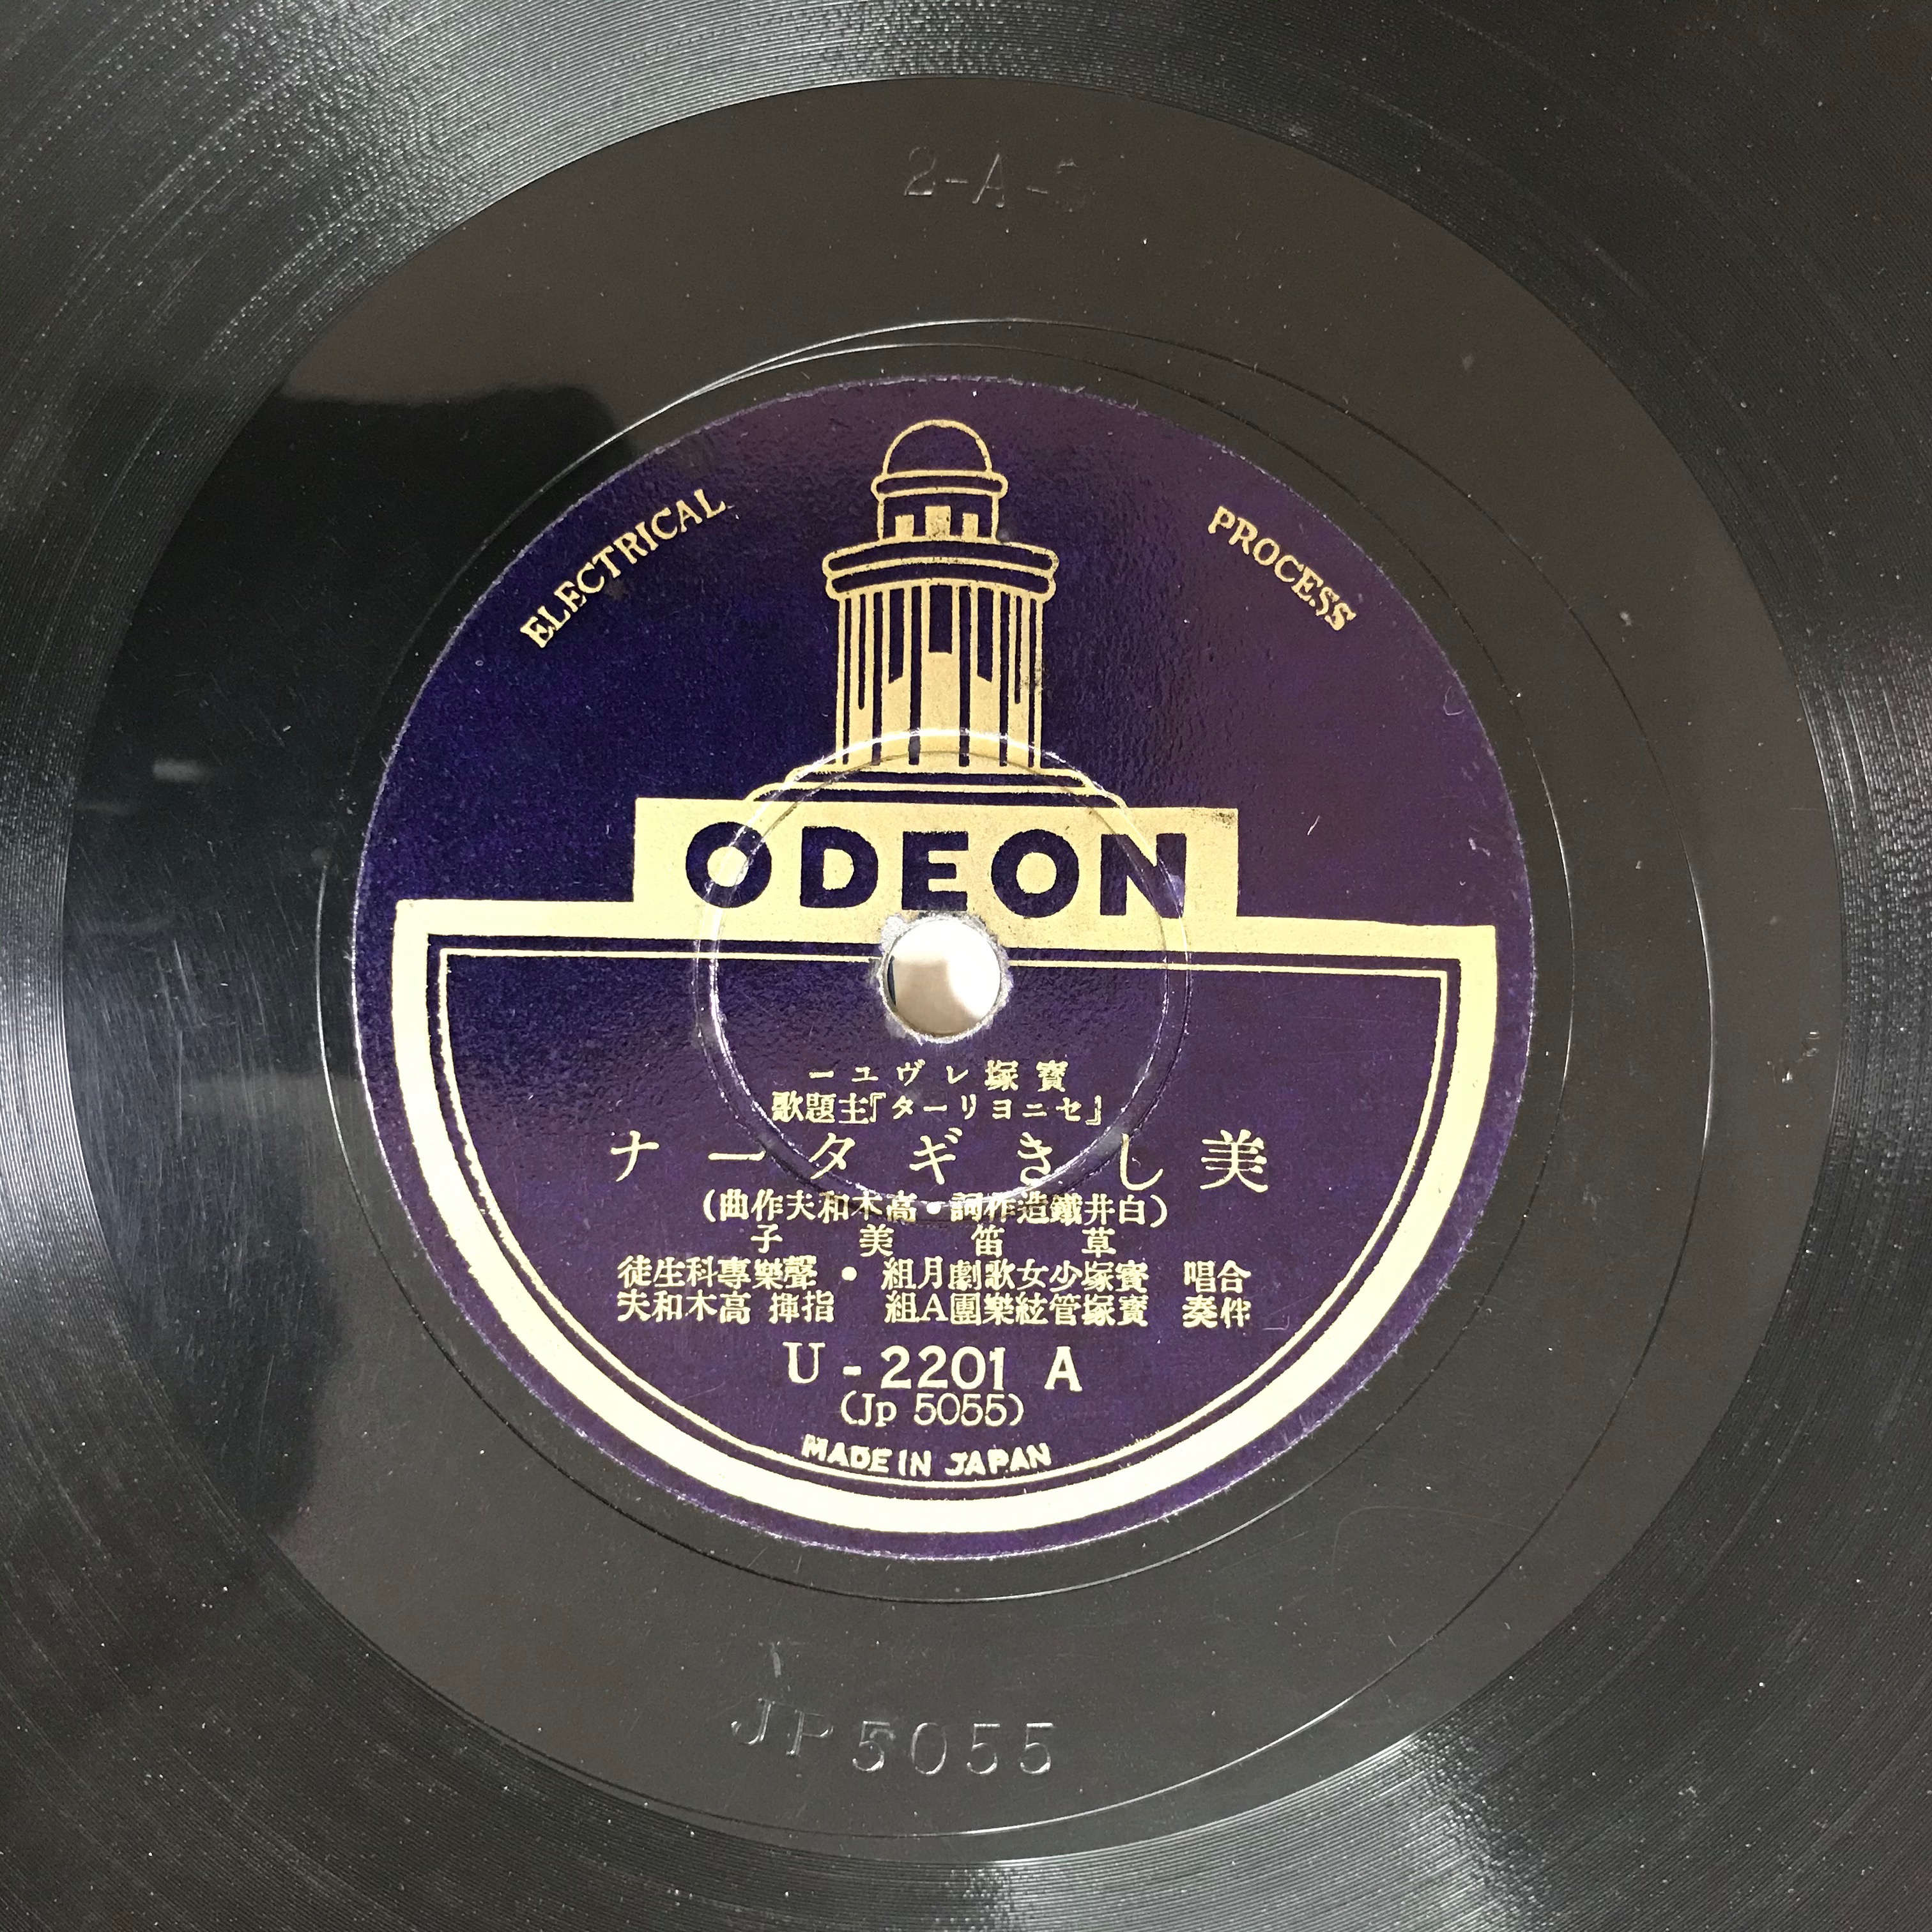 2-A-
ELECTRICAL
PROCESS
ODEON
寳塚レヴユー
『セニヨリータ』主題歌
美しきギターナ
(白井鐵造作詞・高木和夫作曲)
草笛美子
合唱 寳塚少女歌劇月組・聲樂專科生徒
伴奏 寳塚管絃樂團A組 指揮 高木和夫
U-2201 A
(Jp 5055)
MADE IN JAPAN
JP5055